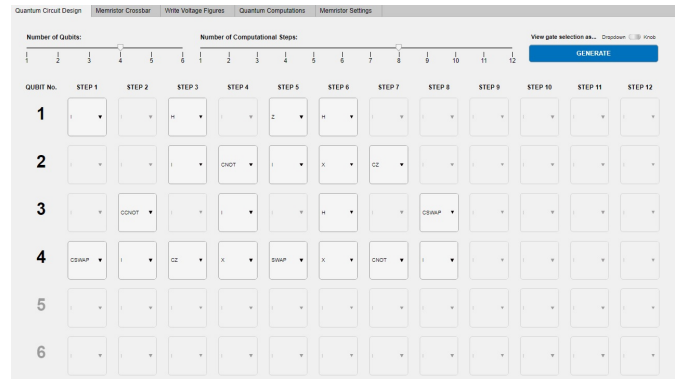 Quantum Circuit Design Memristor Crossbar Write Voltage Figures Quantum Computations Memristor Settings
Number of Qubits: Number of Computational Steps: View gate selection as... Dropdown Knob
1 2 3 4 5 6 1 2 3 4 5 6 7 8 9 10 11 12 GENERATE
QUBIT No. STEP 1 STEP 2 STEP 3 STEP 4 STEP 5 STEP 6 STEP 7 STEP 8 STEP 9 STEP 10 STEP 11 STEP 12
1 I I H I Z H I I I I I I
2 I I I CNOT I X CZ I I I I I
3 I CCNOT I I I H I CSWAP I I I I
4 CSWAP I CZ X SWAP X CNOT I I I I I
5 I I I I I I I I I I I I
6 I I I I I I I I I I I I